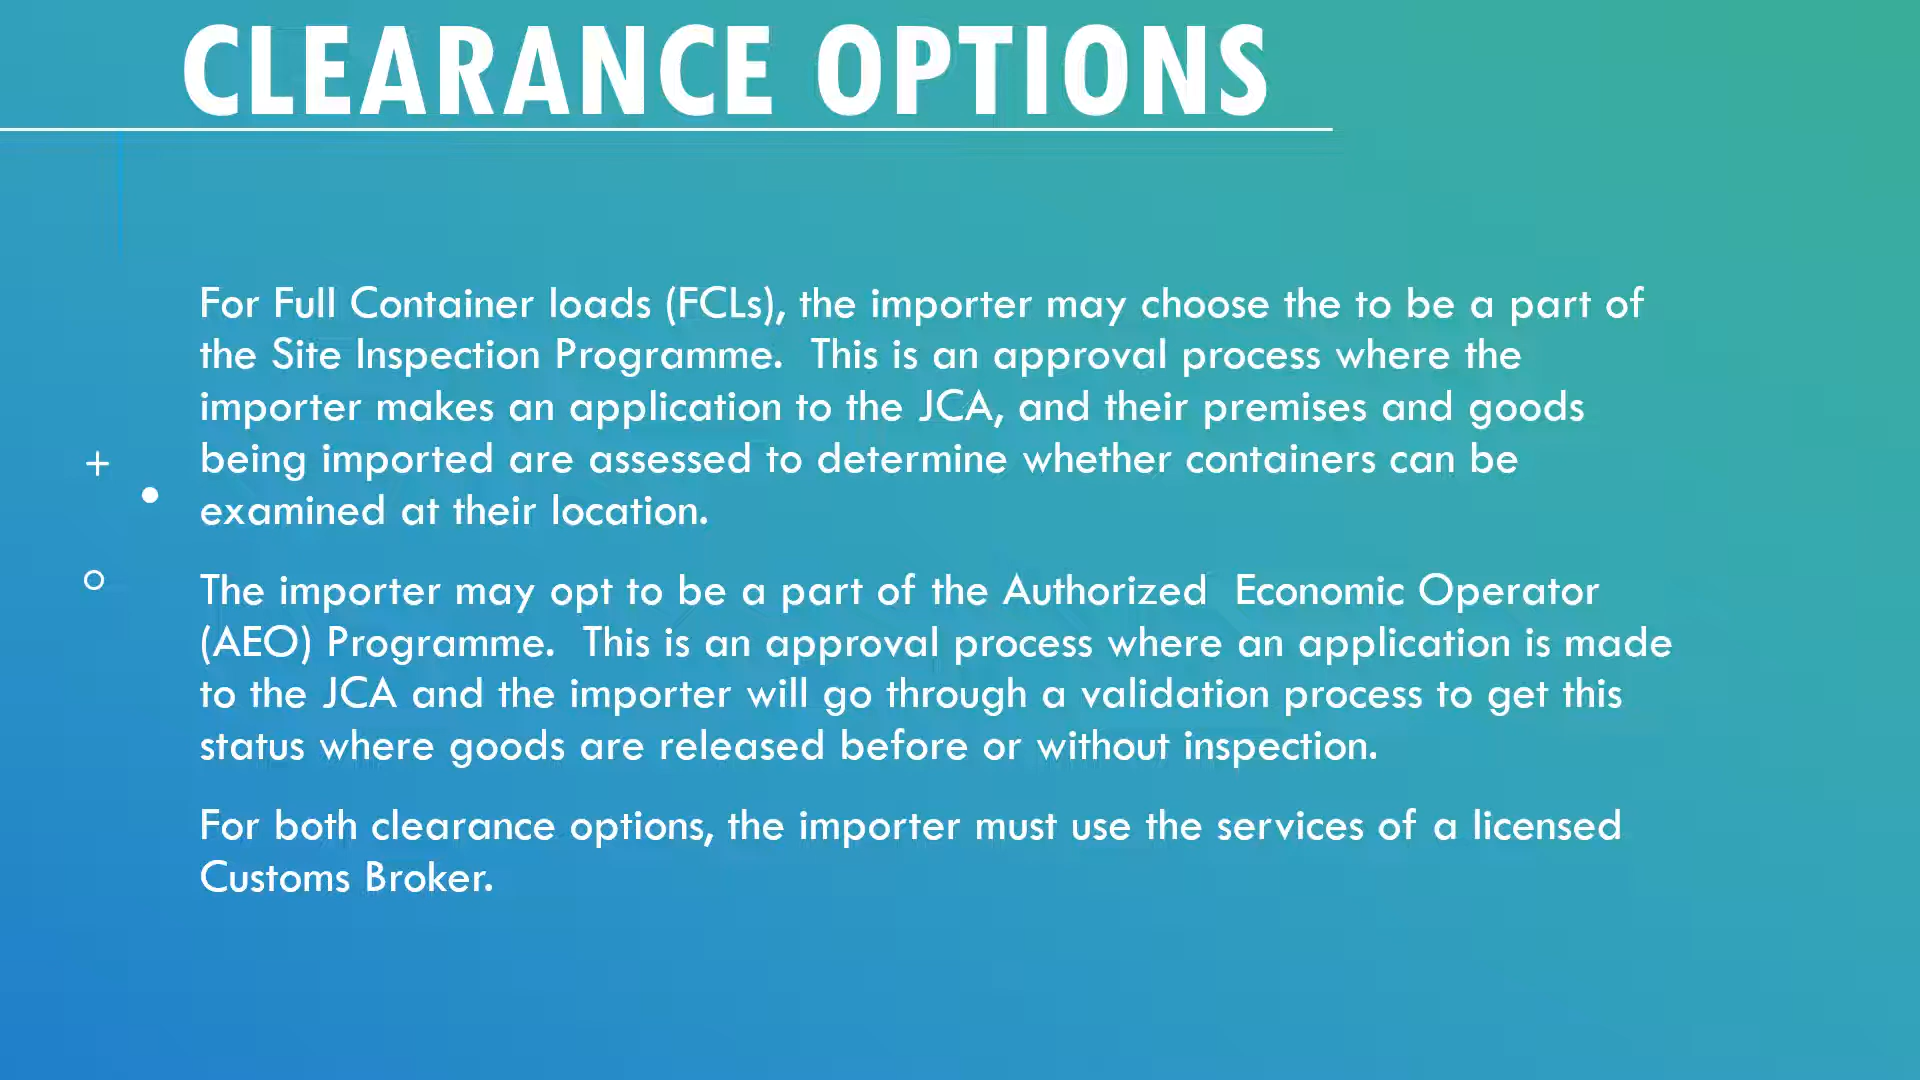 CLEARANCE OPTIONS
For Full Container loads (FCLs), the importer may choose the to be a part of
the Site Inspection Programme.  This is an approval process where the
importer makes an application to the JCA, and their premises and goods
being imported are assessed to determine whether containers can be
examined at their location.
The importer may opt to be a part of the Authorized  Economic Operator
(AEO) Programme.  This is an approval process where an application is made
to the JCA and the importer will go through a validation process to get this
status where goods are released before or without inspection.
For both clearance options, the importer must use the services of a licensed
Customs Broker.